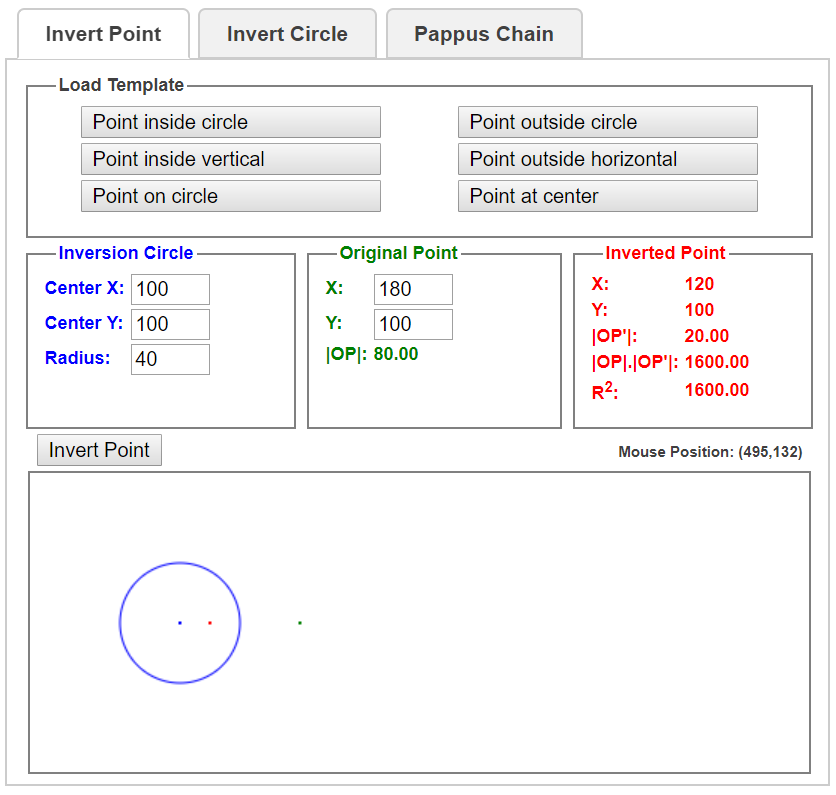 Invert Point
Invert Circle
Pappus Chain
Load Template
Point inside circle
Point outside circle
Point inside vertical
Point outside horizontal
Point on circle
Point at center
Inversion Circle
Center X: 100
Center Y: 100
Radius: 40
Original Point
X: 180
Y: 100
|OP|: 80.00
Inverted Point
X: 120
Y: 100
|OP'|: 20.00
|OP|.|OP'|: 1600.00
R²: 1600.00
Invert Point
Mouse Position: (495,132)